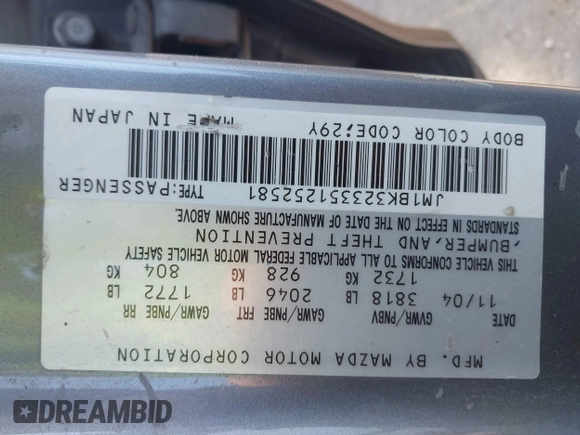 MFD. BY MAZDA MOTOR CORPORATION
DATE GVWR/PNBV GAWR/PNBE FRT GAWR/PNBE RR
11/04 3818 LB 2046 LB 1772 LB
1732 KG 928 KG 804 KG
THIS VEHICLE CONFORMS TO ALL APPLICABLE FEDERAL MOTOR VEHICLE SAFETY
,BUMPER,AND THEFT PREVENTION
STANDARDS IN EFFECT ON THE DATE OF MANUFACTURE SHOWN ABOVE.
JM1BK323351252581 TYPE:PASSENGER
BODY COLOR CODE;29Y MADE IN JAPAN
DREAMBID